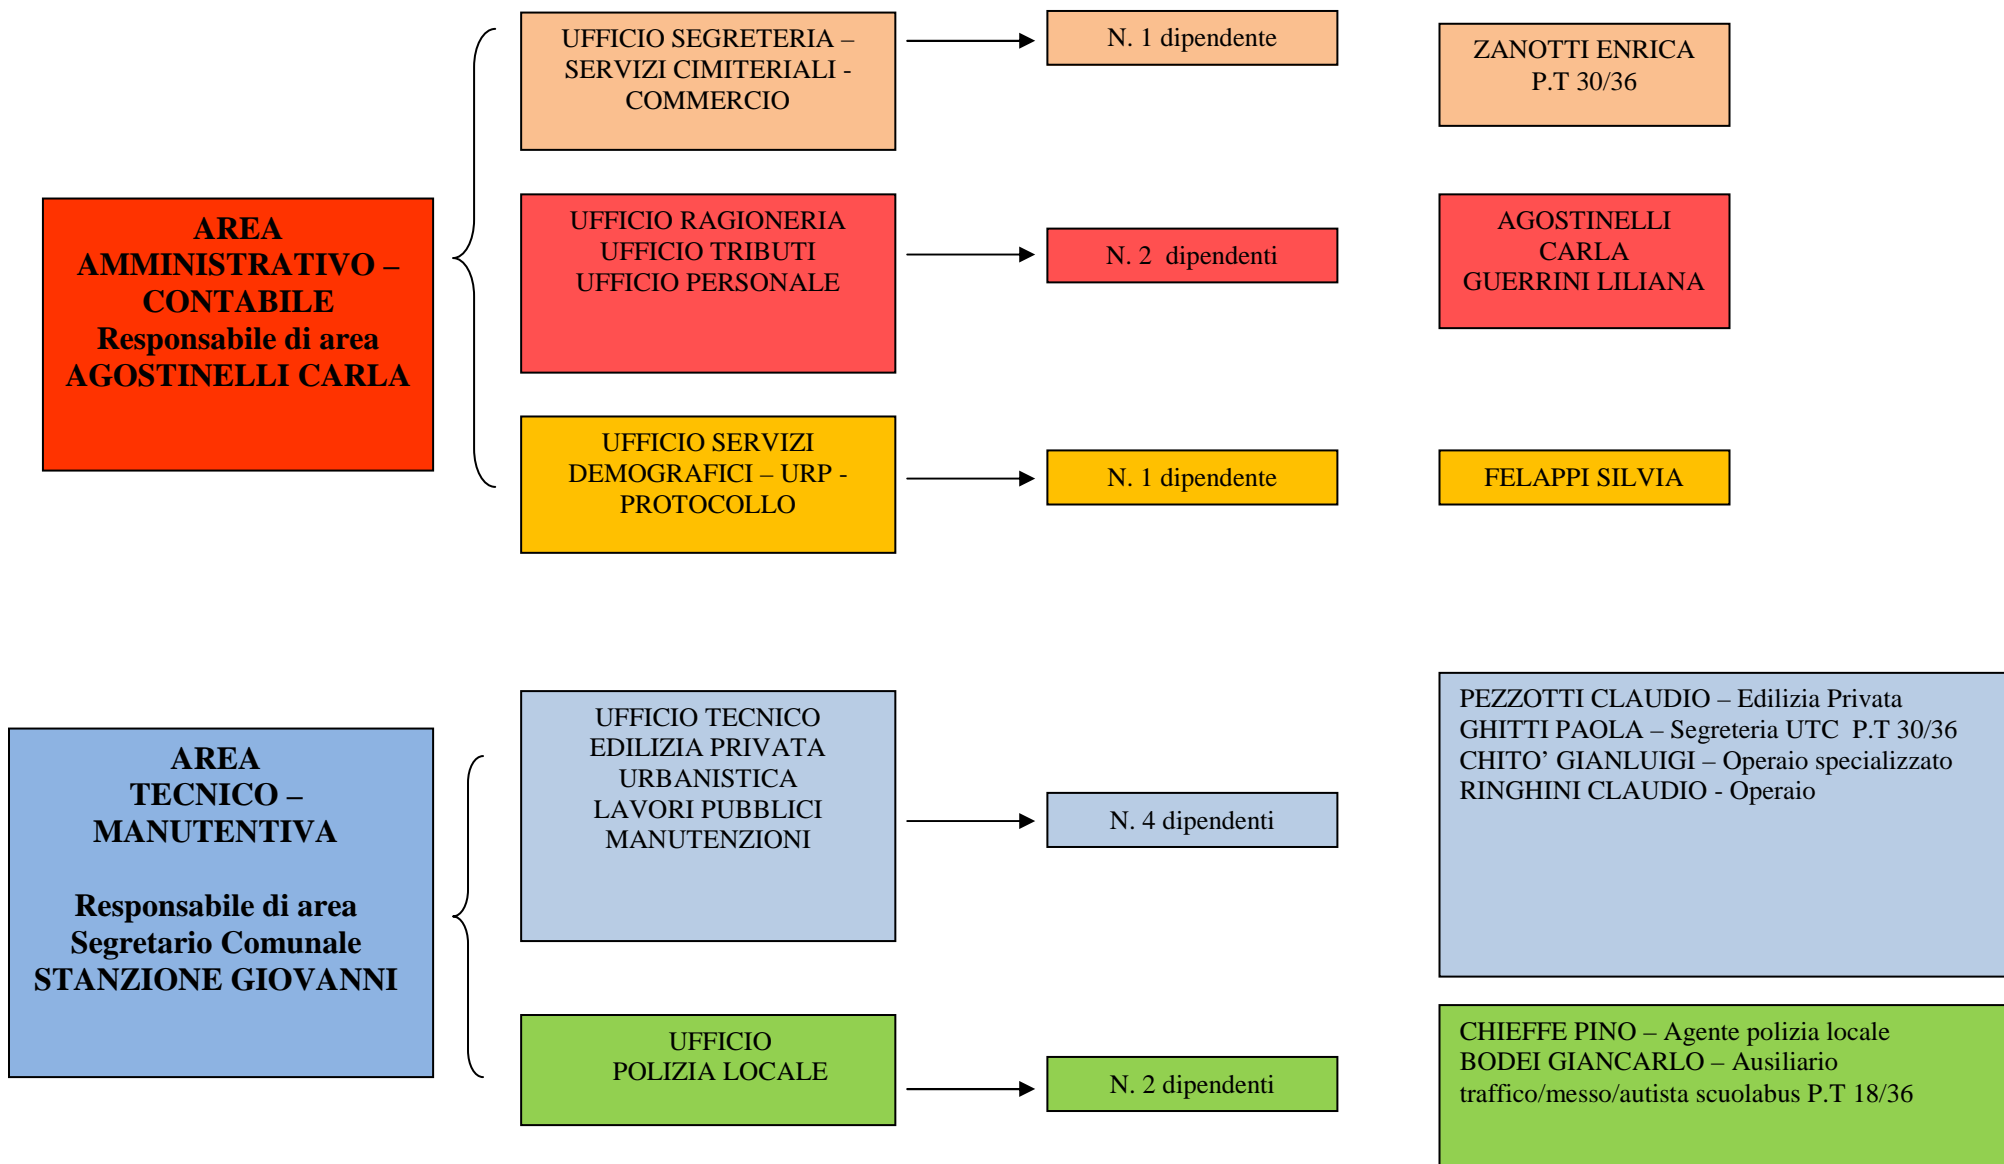 AREA
AMMINISTRATIVO –
CONTABILE
Responsabile di area
AGOSTINELLI CARLA
UFFICIO SEGRETERIA –
SERVIZI CIMITERIALI -
COMMERCIO
N. 1 dipendente
ZANOTTI ENRICA
P.T 30/36
UFFICIO RAGIONERIA
UFFICIO TRIBUTI
UFFICIO PERSONALE
N. 2 dipendenti
AGOSTINELLI
CARLA
GUERRINI LILIANA
UFFICIO SERVIZI
DEMOGRAFICI – URP -
PROTOCOLLO
N. 1 dipendente
FELAPPI SILVIA
AREA
TECNICO –
MANUTENTIVA
Responsabile di area
Segretario Comunale
STANZIONE GIOVANNI
UFFICIO TECNICO
EDILIZIA PRIVATA
URBANISTICA
LAVORI PUBBLICI
MANUTENZIONI
N. 4 dipendenti
PEZZOTTI CLAUDIO – Edilizia Privata
GHITTI PAOLA – Segreteria UTC P.T 30/36
CHITO’ GIANLUIGI – Operaio specializzato
RINGHINI CLAUDIO - Operaio
UFFICIO
POLIZIA LOCALE
N. 2 dipendenti
CHIEFFE PINO – Agente polizia locale
BODEI GIANCARLO – Ausiliario
traffico/messo/autista scuolabus P.T 18/36